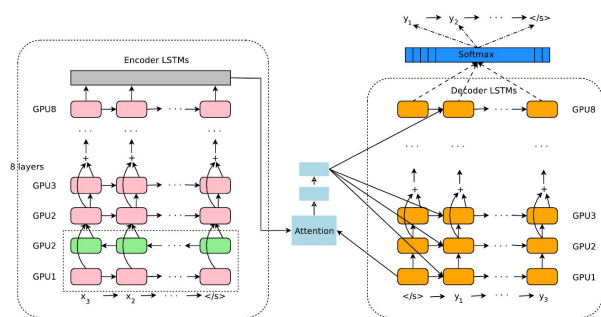 y1 y2 · · · </s>
Softmax
Encoder LSTMs
Decoder LSTMs
GPU8 · · · GPU8
· · · · · · · · · · · ·
+ + + + + +
8 layers
GPU3 · · · GPU3
GPU2 · · · GPU2
Attention
GPU2 · · · GPU2
GPU1 · · · GPU1
x3 x2 · · · </s>
</s> y1 · · · y3